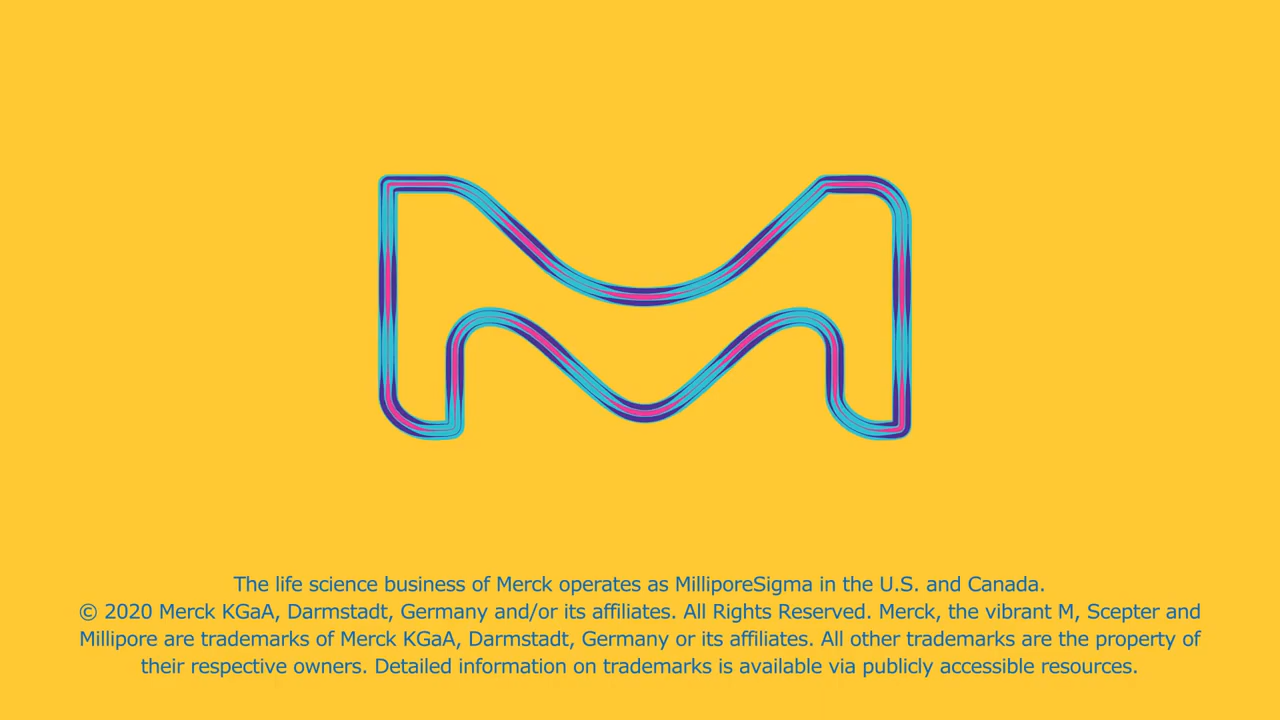 The life science business of Merck operates as MilliporeSigma in the U.S. and Canada.
© 2020 Merck KGaA, Darmstadt, Germany and/or its affiliates. All Rights Reserved. Merck, the vibrant M, Scepter and
Millipore are trademarks of Merck KGaA, Darmstadt, Germany or its affiliates. All other trademarks are the property of
their respective owners. Detailed information on trademarks is available via publicly accessible resources.